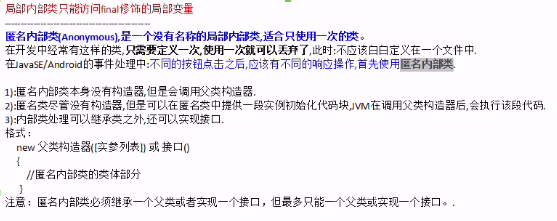 局部内部类只能访问final修饰的局部变量
----------------------------------------
匿名内部类(Anonymous),是一个没有名称的局部内部类,适合只使用一次的类。
在开发中经常有这样的类,只需要定义一次,使用一次就可以丢弃了,此时:不应该白白定义在一个文件中.
在JavaSE/Android的事件处理中:不同的按钮点击之后,应该有不同的响应操作,首先使用匿名内部类.
1):匿名内部类本身没有构造器,但是会调用父类构造器.
2):匿名类尽管没有构造器,但是可以在匿名类中提供一段实例初始化代码块,JVM在调用父类构造器后,会执行该段代码.
3):内部类处理可以继承类之外,还可以实现接口.
格式：
new 父类构造器([实参列表]) 或 接口()
{
//匿名内部类的类体部分
}
注意：匿名内部类必须继承一个父类或者实现一个接口，但最多只能一个父类或实现一个接口。.